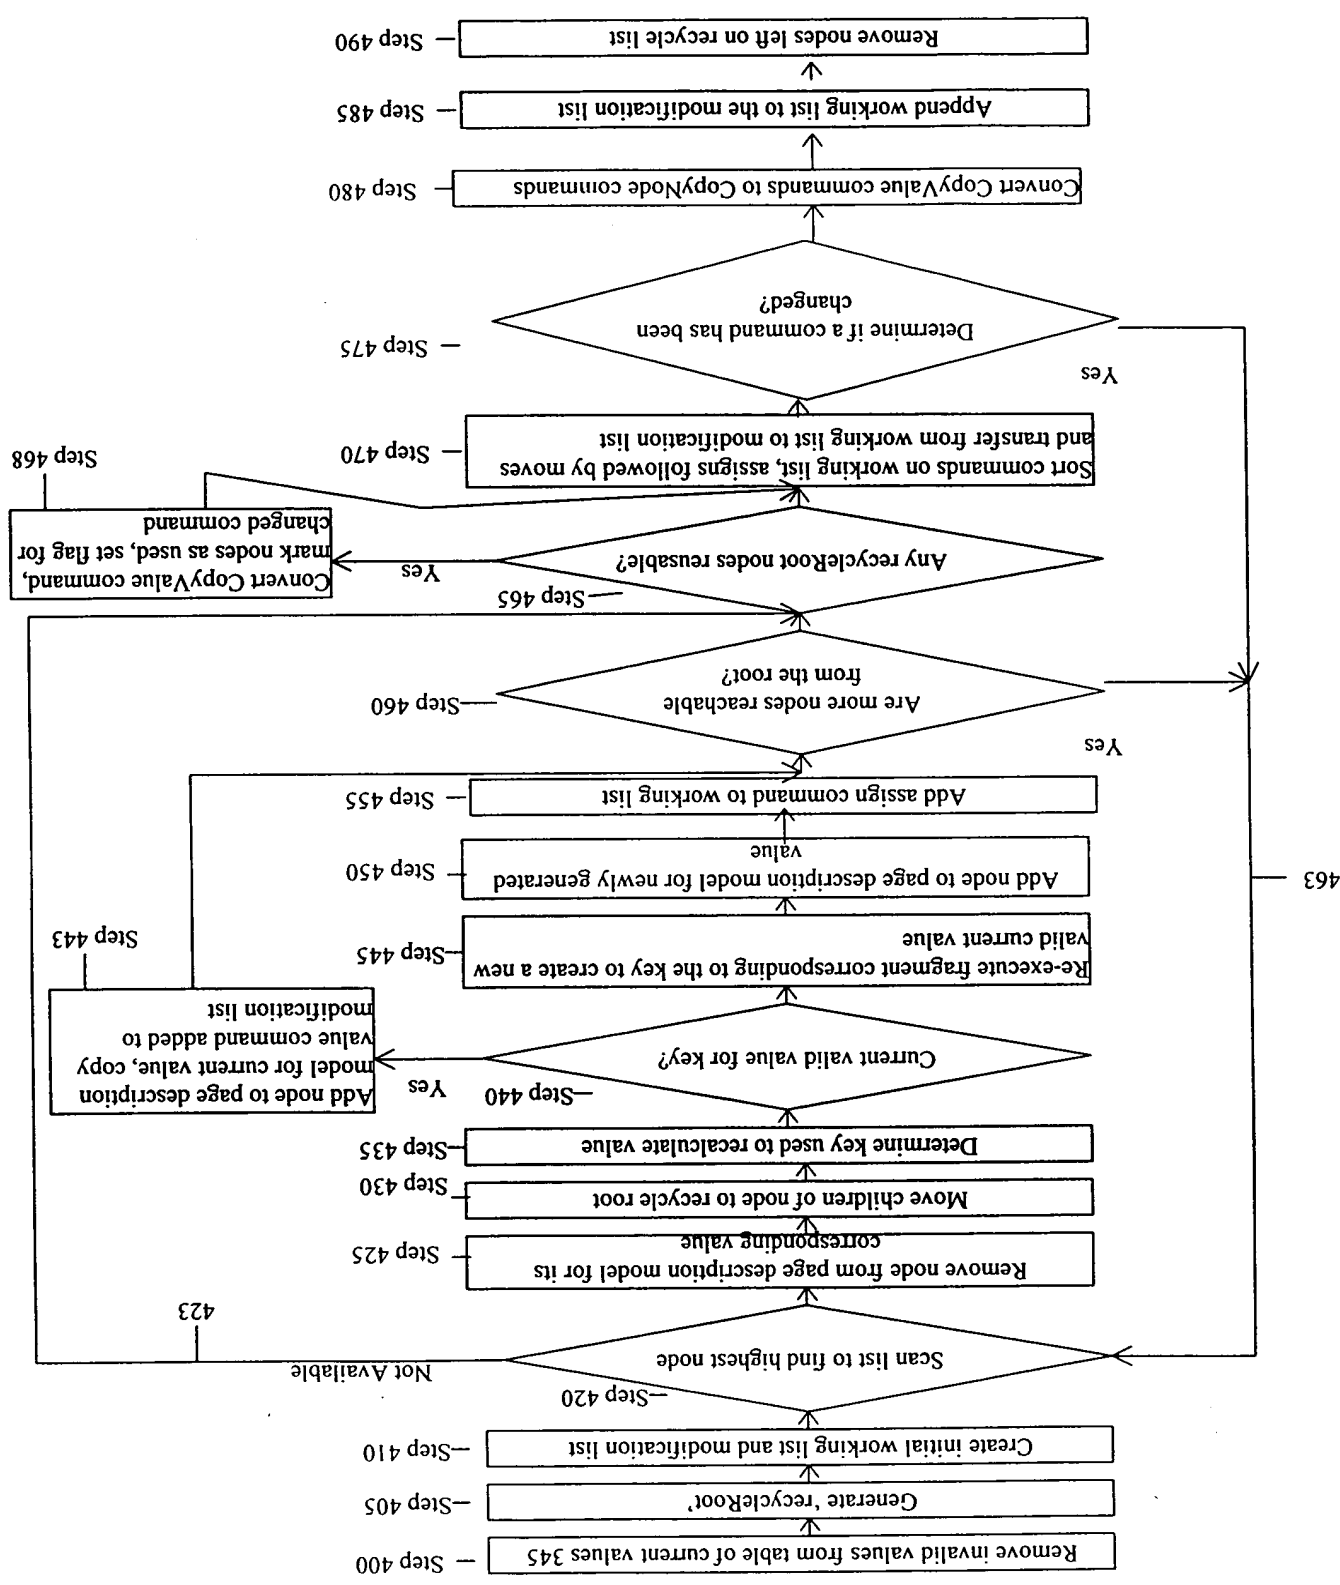 Remove invalid values from table of current values 345
Step 400
Generate ‘recycleRoot’
Step 405
Create initial working list and modification list
Step 410
Step 420
Scan list to find highest node
Not Available
423
Remove node from page description model for its
corresponding value
Step 425
Move children of node to recycle root
Step 430
Determine key used to recalculate value
Step 435
Step 440
Current valid value for key?
Yes
Add node to page description
model for current value, copy
value command added to
modification list
Step 443
Re-execute fragment corresponding to the key to create a new
valid current value
Step 445
463
Add node to page description model for newly generated
value
Step 450
Add assign command to working list
Step 455
Yes
Are more nodes reachable
from the root?
Step 460
Step 465
Any recycleRoot nodes reusable?
Yes
Convert CopyValue command,
mark nodes as used, set flag for
changed command
Step 468
Sort commands on working list, assigns followed by moves
and transfer from working list to modification list
Step 470
Yes
Determine if a command has been
changed?
Step 475
Convert CopyValue commands to CopyNode commands
Step 480
Append working list to the modification list
Step 485
Remove nodes left on recycle list
Step 490